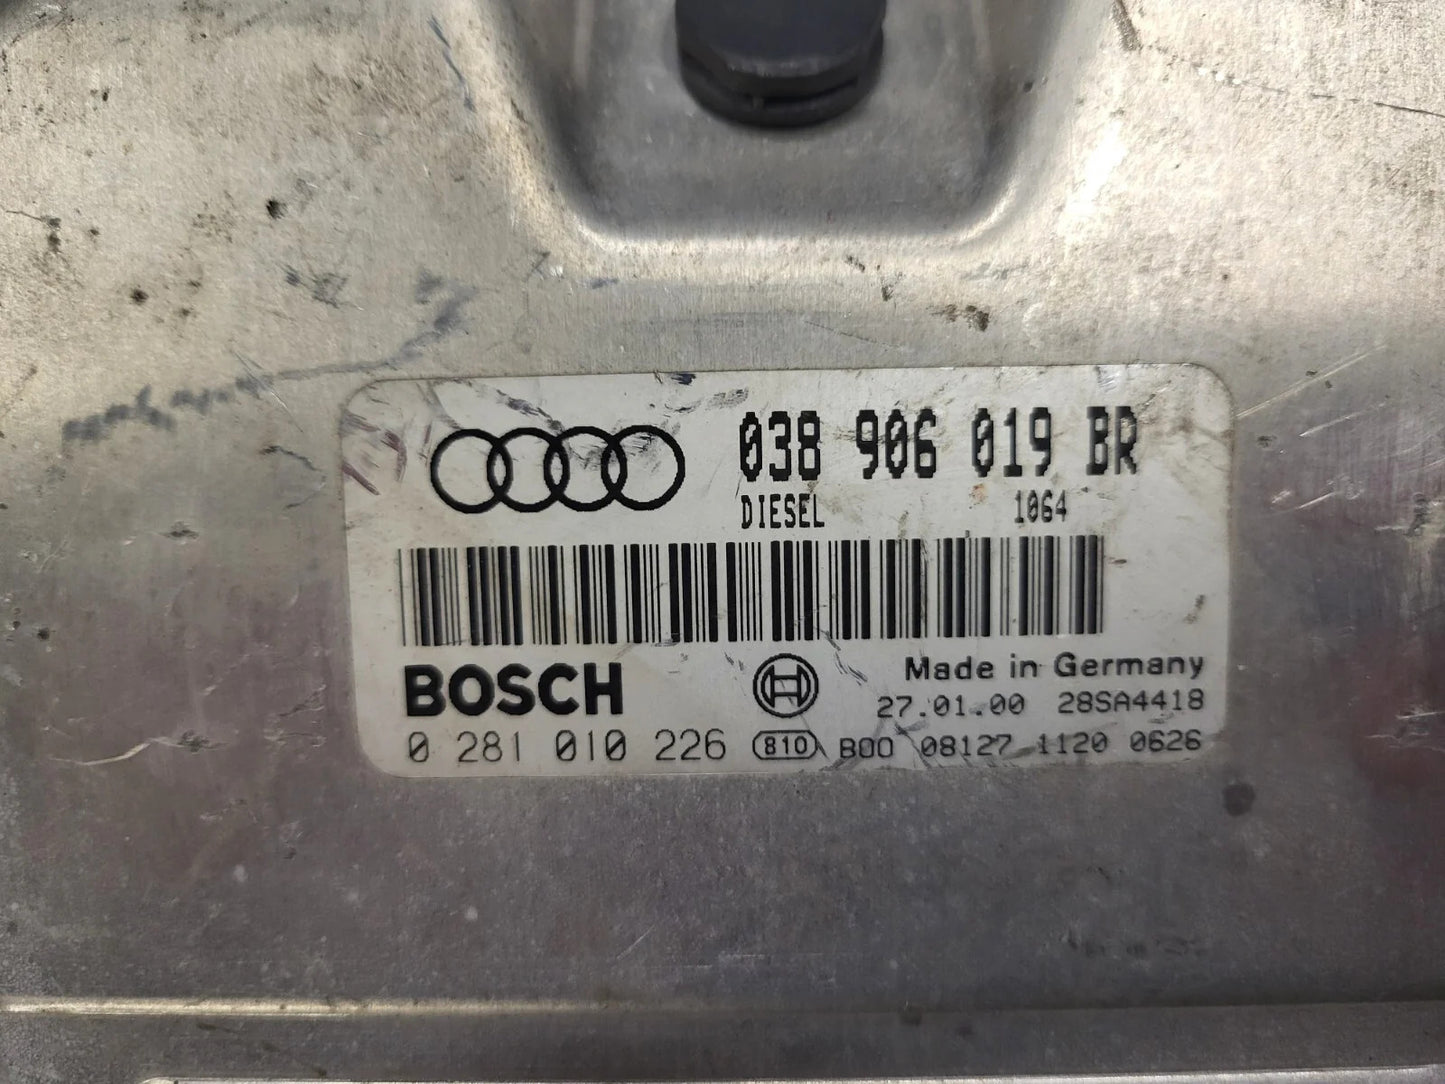 038 906 019 BR
DIESEL 1064
BOSCH Made in Germany
27.01.00 28SA4418
0 281 010 226 810 B00 08127 1120 0626